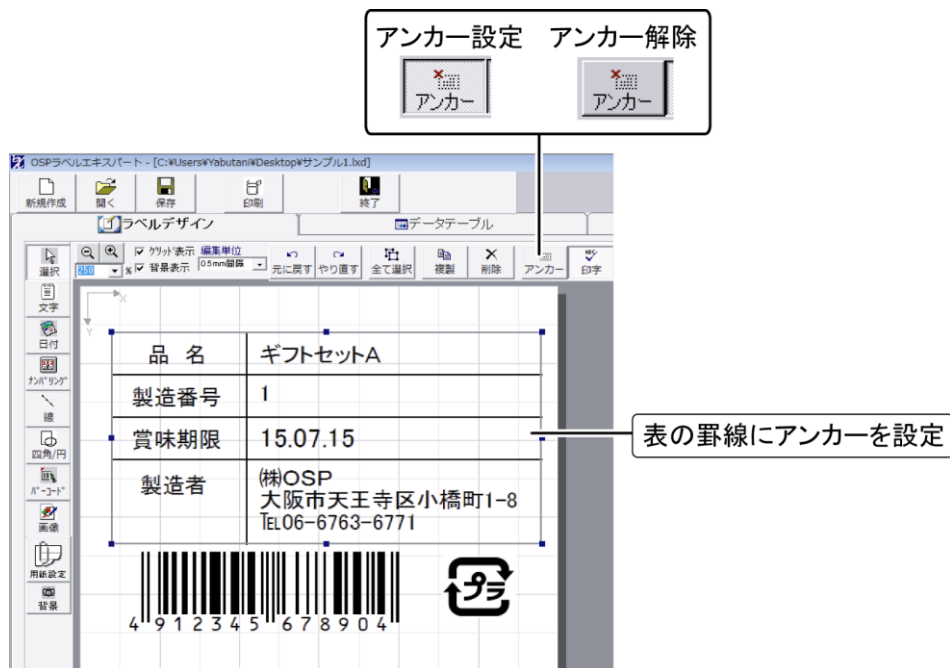 アンカー設定 アンカー解除
アンカー アンカー
OSPラベルエキスパート - [C:¥Users¥Yabutani¥Desktop¥サンプル1.lxd]
新規作成 開く 保存 印刷 終了
ラベルデザイン データテーブル
選択 250 % グリッド表示 背景表示 編集単位 0.5mm間隔 元に戻す やり直す 全て選択 複製 削除 アンカー 印字
文字
日付
ナンバリング
線
四角/円
バーコード
画像
用紙設定
背景
X
Y
品名 ギフトセットA
製造番号 1
賞味期限 15.07.15
表の罫線にアンカーを設定
製造者 ㈱OSP
大阪市天王寺区小橋町1-8
℡06-6763-6771
4 912345 678904
プラ